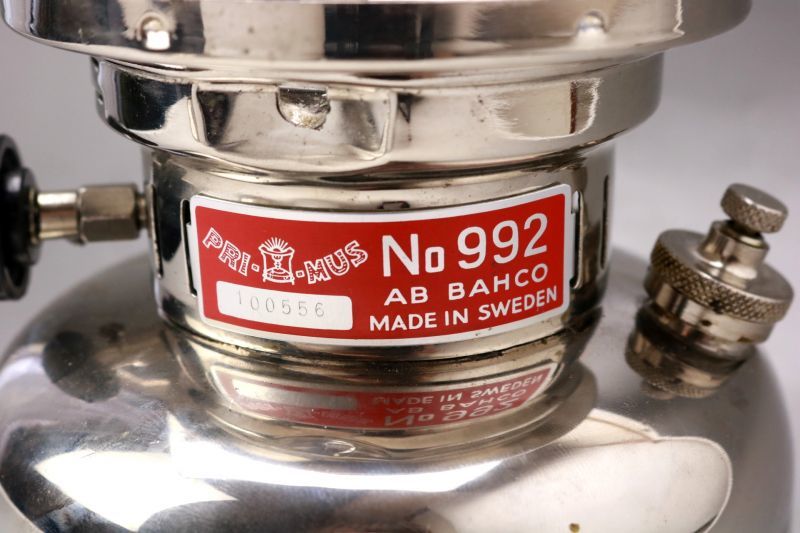 PRI·MUS No 992
100556
AB BAHCO
MADE IN SWEDEN